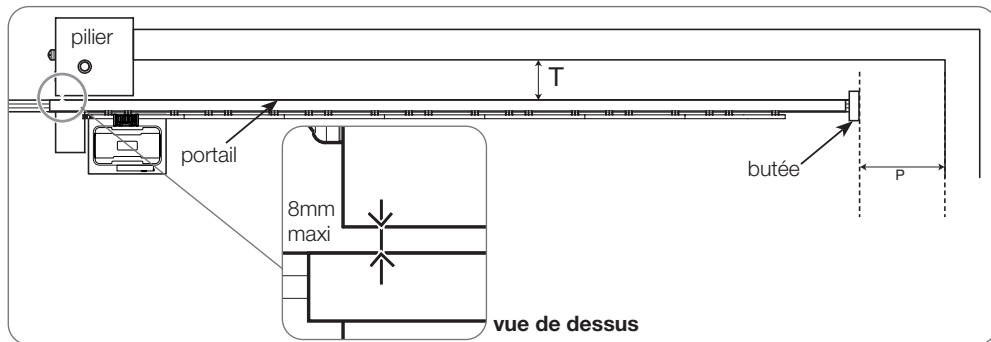 pilier
T
portail
butée
P
8mm
maxi
vue de dessus